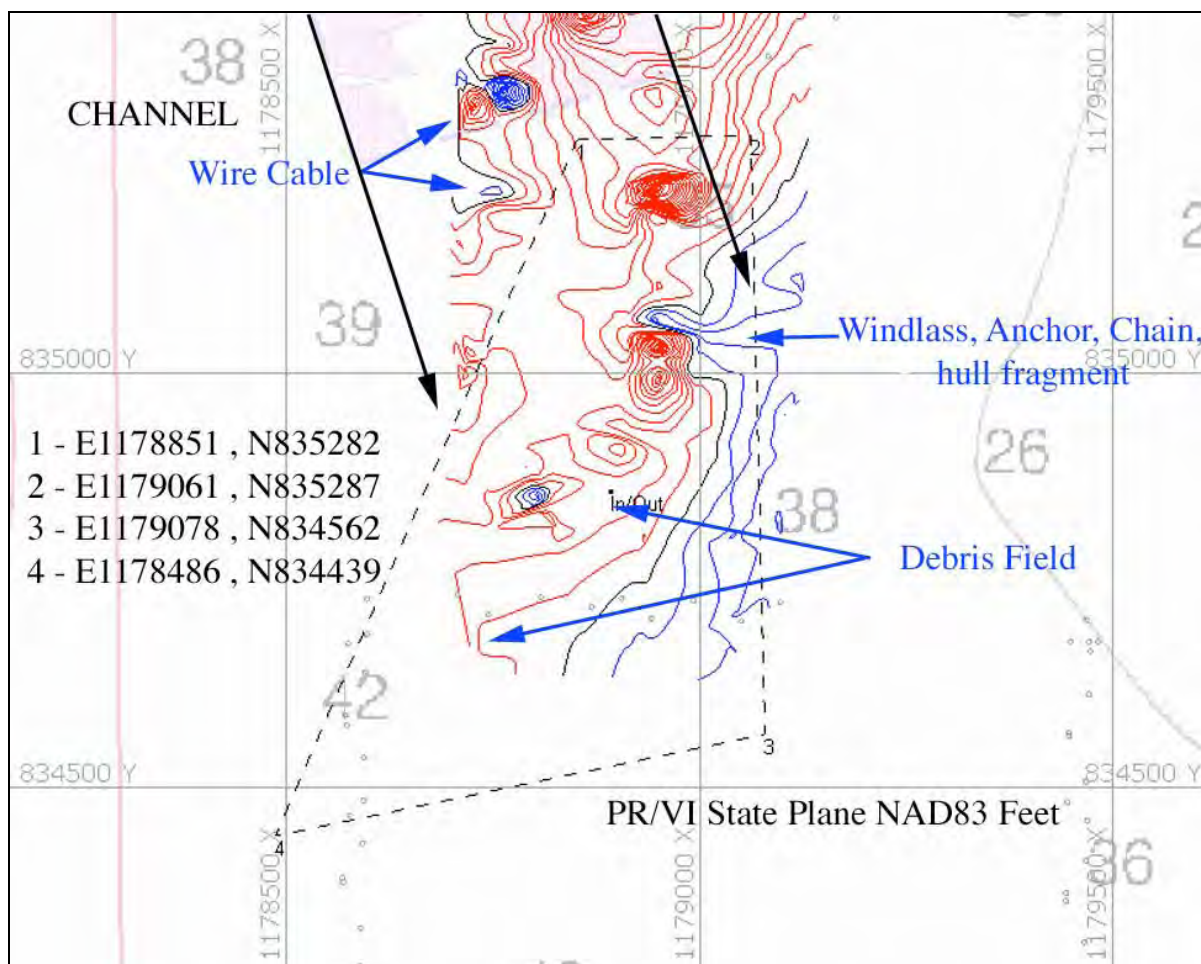 38
1178500 X
1179000 X
1179500 X
CHANNEL
Wire Cable
1
2
39
Windlass, Anchor, Chain,
hull fragment
835000 Y
835000 Y
1 - E1178851 , N835282
2 - E1179061 , N835287
3 - E1179078 , N834562
4 - E1178486 , N834439
26
In/Out
38
Debris Field
42
3
834500 Y
834500 Y
PR/VI State Plane NAD83 Feet
4
36
1178500 X
1179000 X
1179500 X